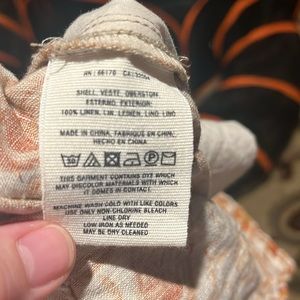 RN: 66170 CA: 33504
SHELL, VESTE, OBERSTOFF
ESTERNO, EXTERIOR:
100% LINEN, LIN, LEINEN, LINO, LINO
MADE IN CHINA, FABRIQUE EN CHINE,
HECHO EN CHINA
THIS GARMENT CONTAINS DYE WHICH
MAY DISCOLOR MATERIALS WITH WHICH
IT COMES IN CONTACT
MACHINE WASH COLD WITH LIKE COLORS
USE ONLY NON-CHLORINE BLEACH
LINE DRY
LOW IRON AS NEEDED
MAY BE DRY CLEANED